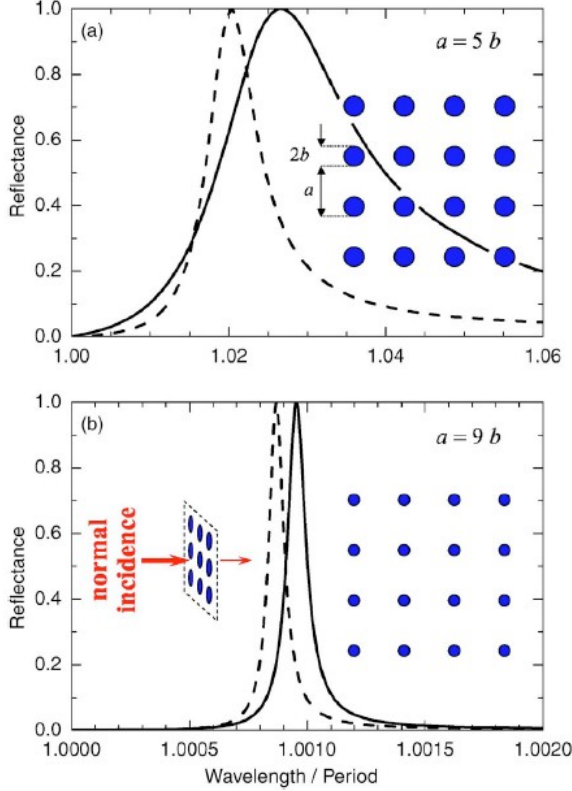 (a)
a = 5 b
1.0
0.8
0.6
0.4
0.2
0.0
Reflectance
2b
a
1.00
1.02
1.04
1.06
(b)
a = 9 b
1.0
0.8
0.6
0.4
0.2
0.0
Reflectance
normal
incidence
1.0000
1.0005
1.0010
1.0015
1.0020
Wavelength / Period